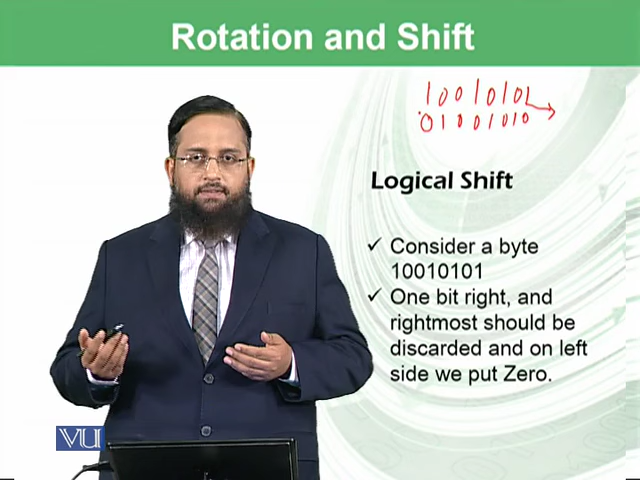 Rotation and Shift
10010101
01001010
Logical Shift
✓ Consider a byte
10010101
✓ One bit right, and
rightmost should be
discarded and on left
side we put Zero.
VU